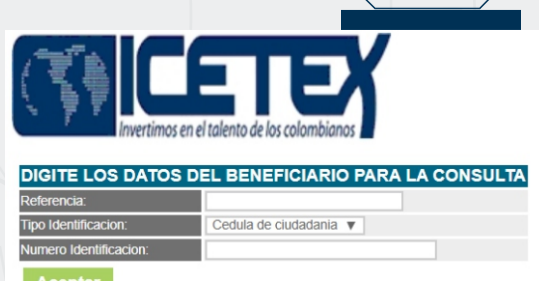 ICETEX
Invertimos en el talento de los colombianos
DIGITE LOS DATOS DEL BENEFICIARIO PARA LA CONSULTA
Referencia:
Tipo Identificacion: Cedula de ciudadania ▼
Numero Identificacion:
Aceptar